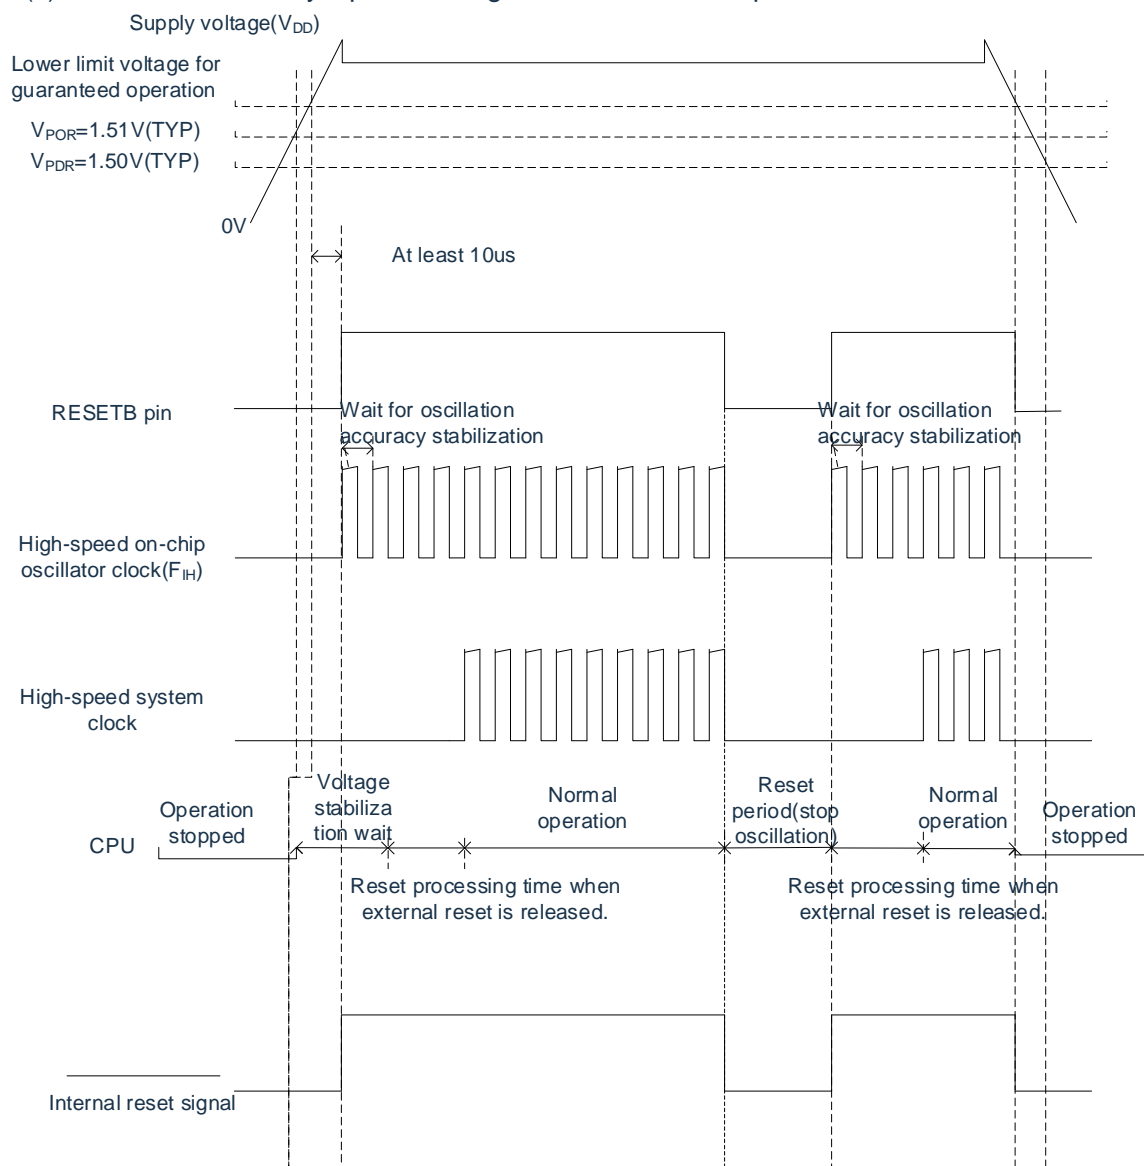 Supply voltage(VDD)
Lower limit voltage for
guaranteed operation
VPOR=1.51V(TYP)
VPDR=1.50V(TYP)
0V
At least 10us
RESETB pin
Wait for oscillation
accuracy stabilization
Wait for oscillation
accuracy stabilization
High-speed on-chip
oscillator clock(FIH)
High-speed system
clock
CPU
Operation
stopped
Voltage
stabiliza
tion wait
Normal
operation
Reset
period(stop
oscillation)
Normal
operation
Operation
stopped
Reset processing time when
external reset is released.
Reset processing time when
external reset is released.
Internal reset signal